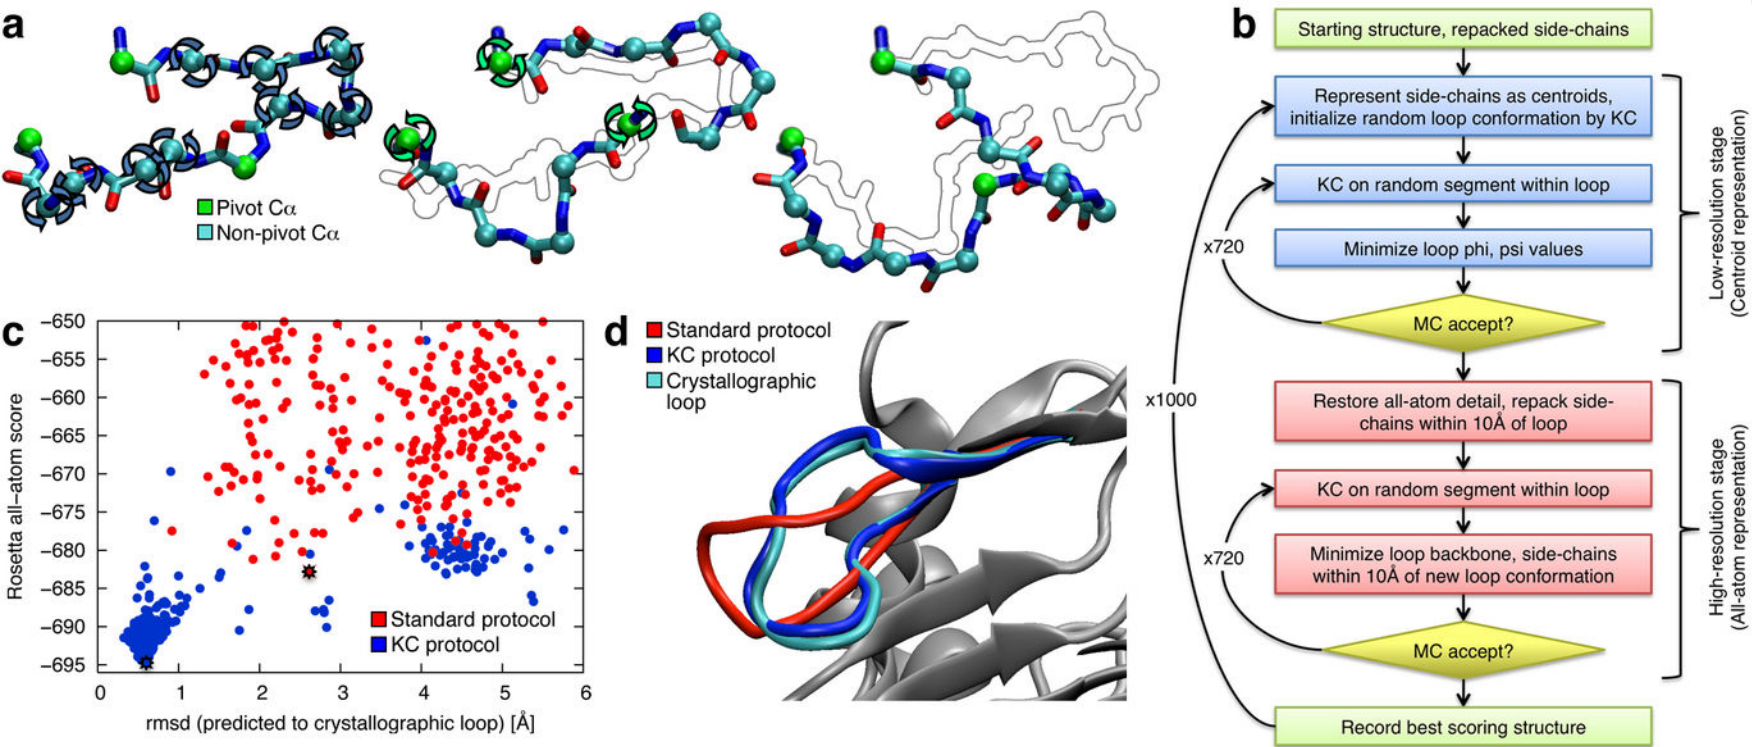 a
Pivot Cα
Non-pivot Cα
b
Starting structure, repacked side-chains
Represent side-chains as centroids,
initialize random loop conformation by KC
KC on random segment within loop
x720
Minimize loop phi, psi values
MC accept?
Low-resolution stage
(Centroid representation)
x1000
Restore all-atom detail, repack side-
chains within 10Å of loop
KC on random segment within loop
x720
Minimize loop backbone, side-chains
within 10Å of new loop conformation
MC accept?
High-resolution stage
(All-atom representation)
Record best scoring structure
c
Rosetta all-atom score
−650
−655
−660
−665
−670
−675
−680
−685
−690
−695
Standard protocol
KC protocol
0 1 2 3 4 5 6
rmsd (predicted to crystallographic loop) [Å]
d
Standard protocol
KC protocol
Crystallographic
loop